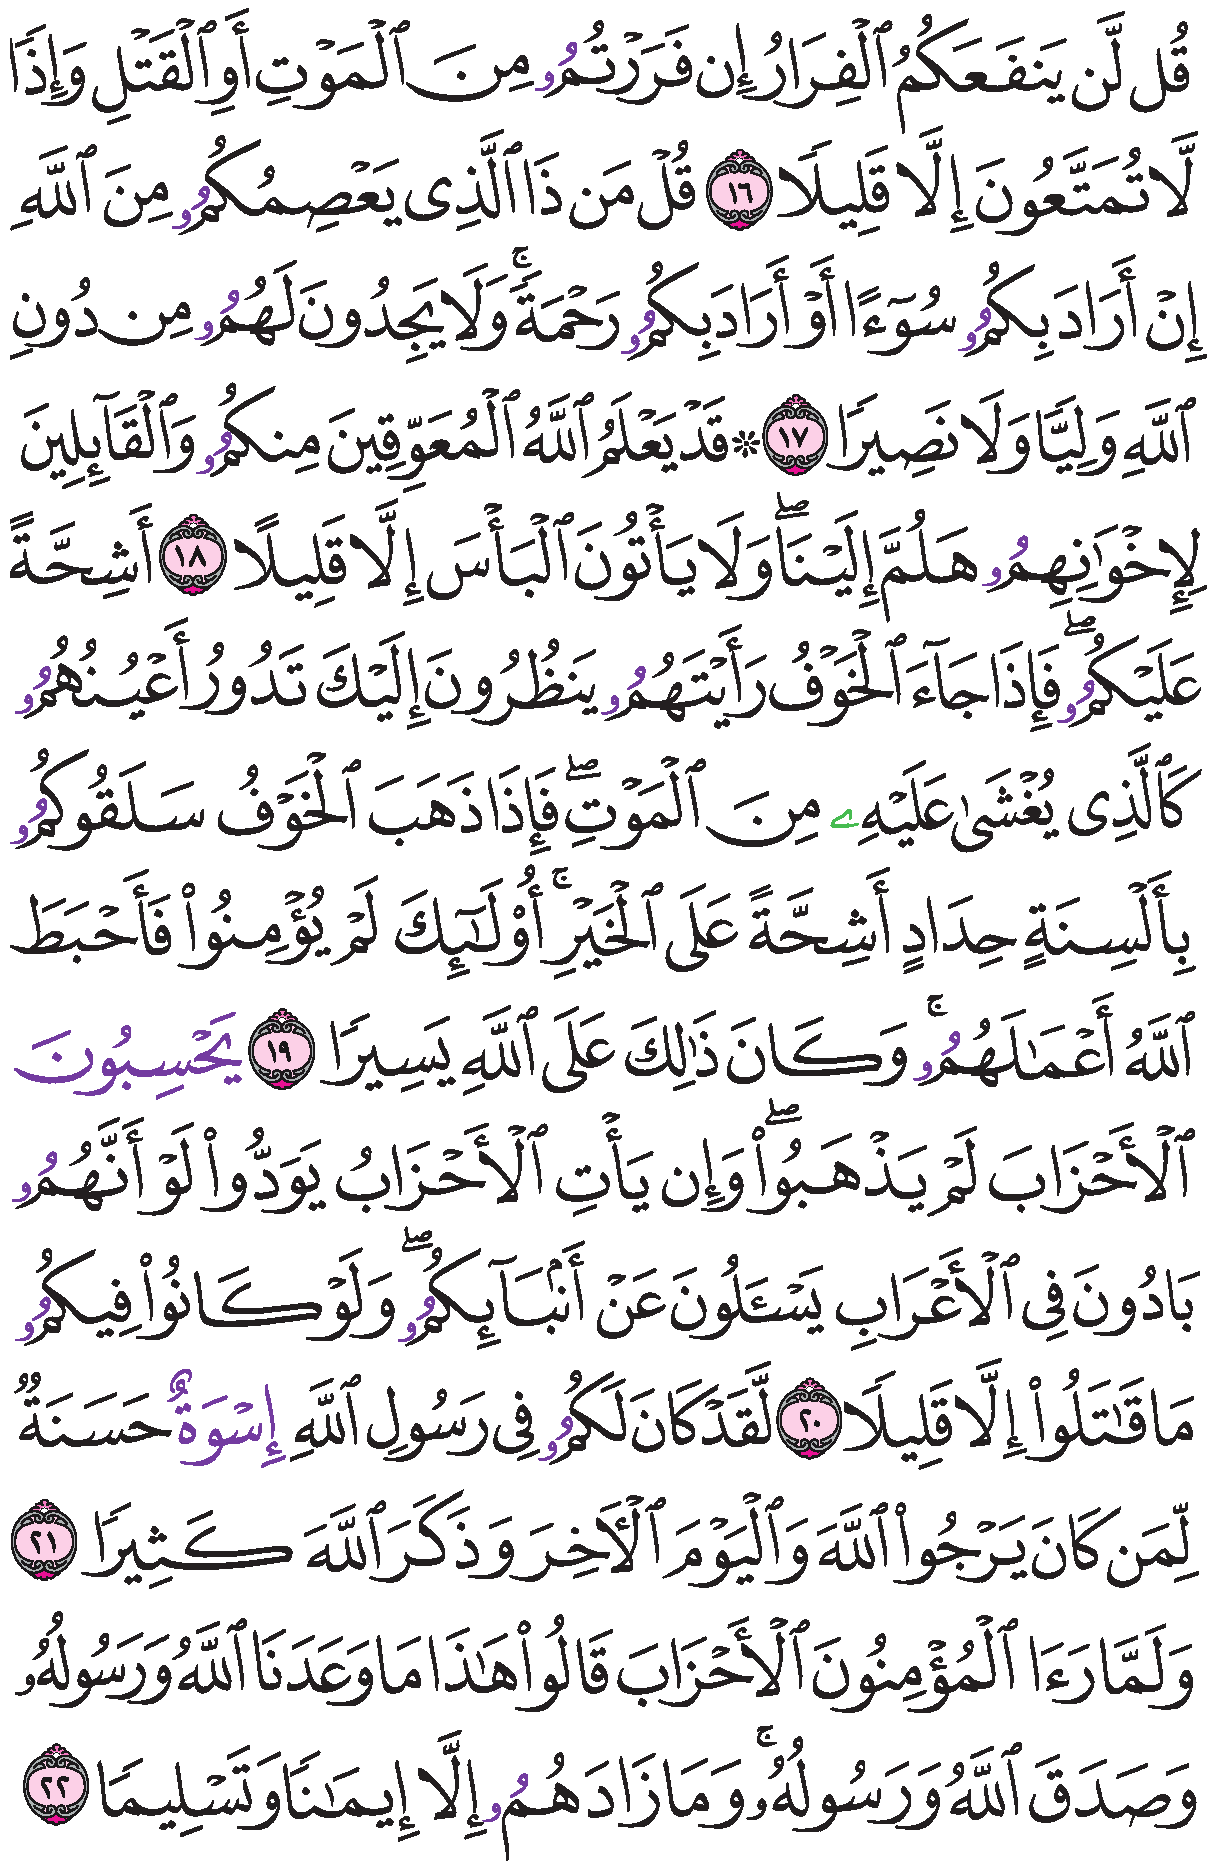 قُل لَّن يَنفَعَكُمُ ٱلْفِرَارُ إِن فَرَرْتُمُۥ مِنَ ٱلْمَوْتِ أَوِ ٱلْقَتْلِ وَإِذًا
لَّا تُمَتَّعُونَ إِلَّا قَلِيلًا ١٦ قُلْ مَن ذَا ٱلَّذِى يَعْصِمُكُمُۥ مِنَ ٱللَّهِ
إِنْ أَرَادَ بِكُمُۥ سُوٓءًا أَوْ أَرَادَ بِكُمُۥ رَحْمَةًۚ وَلَا يَجِدُونَ لَهُمُۥ مِن دُونِ
ٱللَّهِ وَلِيًّا وَلَا نَصِيرًا ١٧ ۞ قَدْ يَعْلَمُ ٱللَّهُ ٱلْمُعَوِّقِينَ مِنكُمُۥ وَٱلْقَآئِلِينَ
لِإِخْوَٰنِهِمُۥ هَلُمَّ إِلَيْنَاۖ وَلَا يَأْتُونَ ٱلْبَأْسَ إِلَّا قَلِيلًا ١٨ أَشِحَّةً
عَلَيْكُمُۥۖ فَإِذَا جَآءَ ٱلْخَوْفُ رَأَيْتَهُمُۥ يَنظُرُونَ إِلَيْكَ تَدُورُ أَعْيُنُهُمُۥ
كَٱلَّذِى يُغْشَىٰ عَلَيْهِۦ مِنَ ٱلْمَوْتِۖ فَإِذَا ذَهَبَ ٱلْخَوْفُ سَلَقُوكُمُۥ
بِأَلْسِنَةٍ حِدَادٍ أَشِحَّةً عَلَى ٱلْخَيْرِۚ أُوْلَٰٓئِكَ لَمْ يُؤْمِنُوا۟ فَأَحْبَطَ
ٱللَّهُ أَعْمَٰلَهُمُۥۚ وَكَانَ ذَٰلِكَ عَلَى ٱللَّهِ يَسِيرًا ١٩ يَحْسِبُونَ
ٱلْأَحْزَابَ لَمْ يَذْهَبُوا۟ۖ وَإِن يَأْتِ ٱلْأَحْزَابُ يَوَدُّوا۟ لَوْ أَنَّهُمُۥ
بَادُونَ فِى ٱلْأَعْرَابِ يَسْـَٔلُونَ عَنْ أَنۢبَآئِكُمُۥۖ وَلَوْ كَانُوا۟ فِيكُمُۥ
مَا قَٰتَلُوٓا۟ إِلَّا قَلِيلًا ٢٠ لَّقَدْ كَانَ لَكُمُۥ فِى رَسُولِ ٱللَّهِ إِسْوَةٌ حَسَنَةٌ
لِّمَن كَانَ يَرْجُوا۟ ٱللَّهَ وَٱلْيَوْمَ ٱلْأَخِرَ وَذَكَرَ ٱللَّهَ كَثِيرًا ٢١
وَلَمَّا رَءَا ٱلْمُؤْمِنُونَ ٱلْأَحْزَابَ قَالُوا۟ هَٰذَا مَا وَعَدَنَا ٱللَّهُ وَرَسُولُهُۥ
وَصَدَقَ ٱللَّهُ وَرَسُولُهُۥۚ وَمَا زَادَهُمُۥ إِلَّا إِيمَٰنًا وَتَسْلِيمًا ٢٢